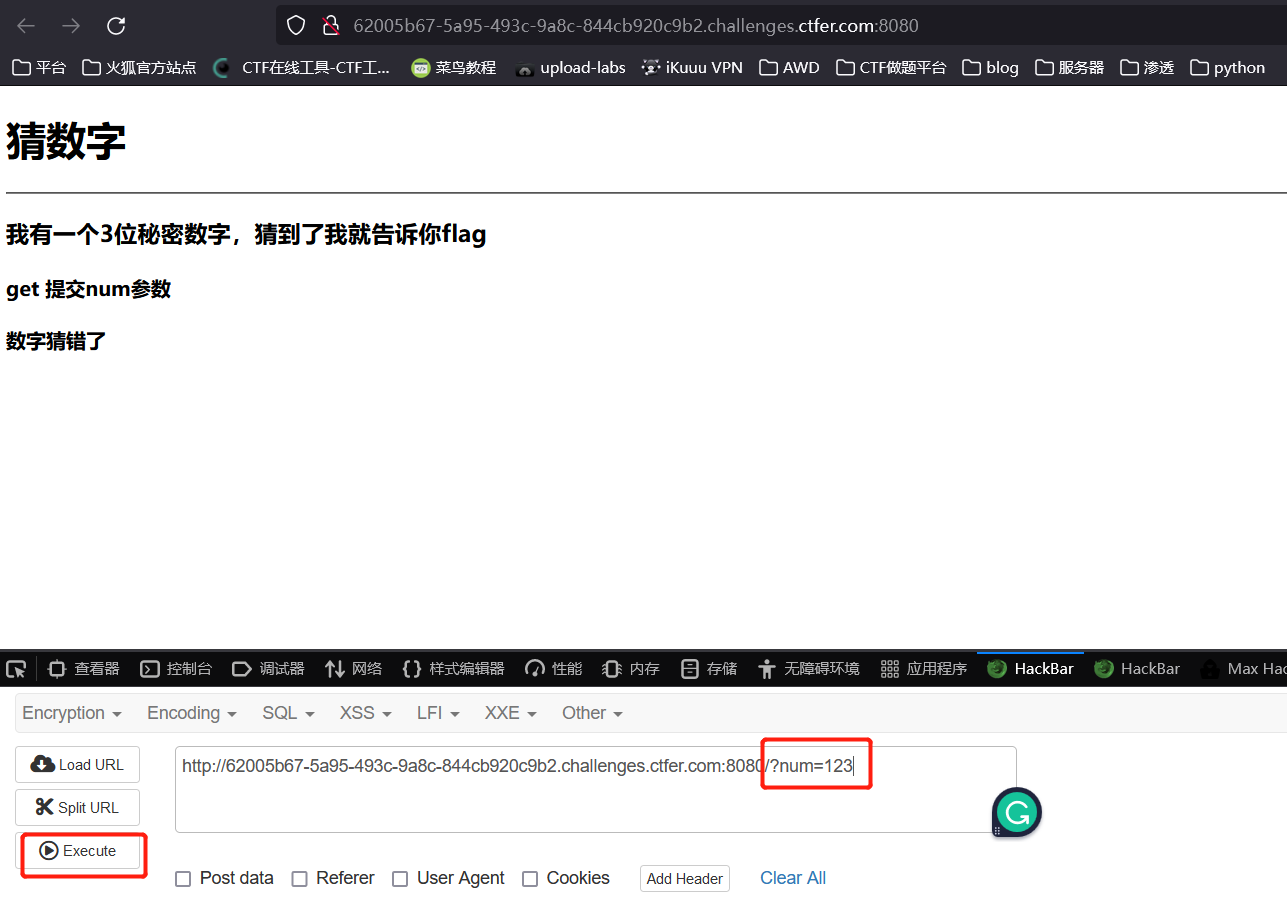 62005b67-5a95-493c-9a8c-844cb920c9b2.challenges.ctfer.com:8080
平台 火狐官方站点 CTF在线工具-CTF工... 菜鸟教程 upload-labs iKuuu VPN AWD CTF做题平台 blog 服务器 渗透 python
猜数字
我有一个3位秘密数字，猜到了我就告诉你flag
get 提交num参数
数字猜错了
查看器 控制台 调试器 网络 样式编辑器 性能 内存 存储 无障碍环境 应用程序 HackBar HackBar Max Hac
Encryption Encoding SQL XSS LFI XXE Other
Load URL http://62005b67-5a95-493c-9a8c-844cb920c9b2.challenges.ctfer.com:8080/?num=123
Split URL
Execute
Post data Referer User Agent Cookies Add Header Clear All